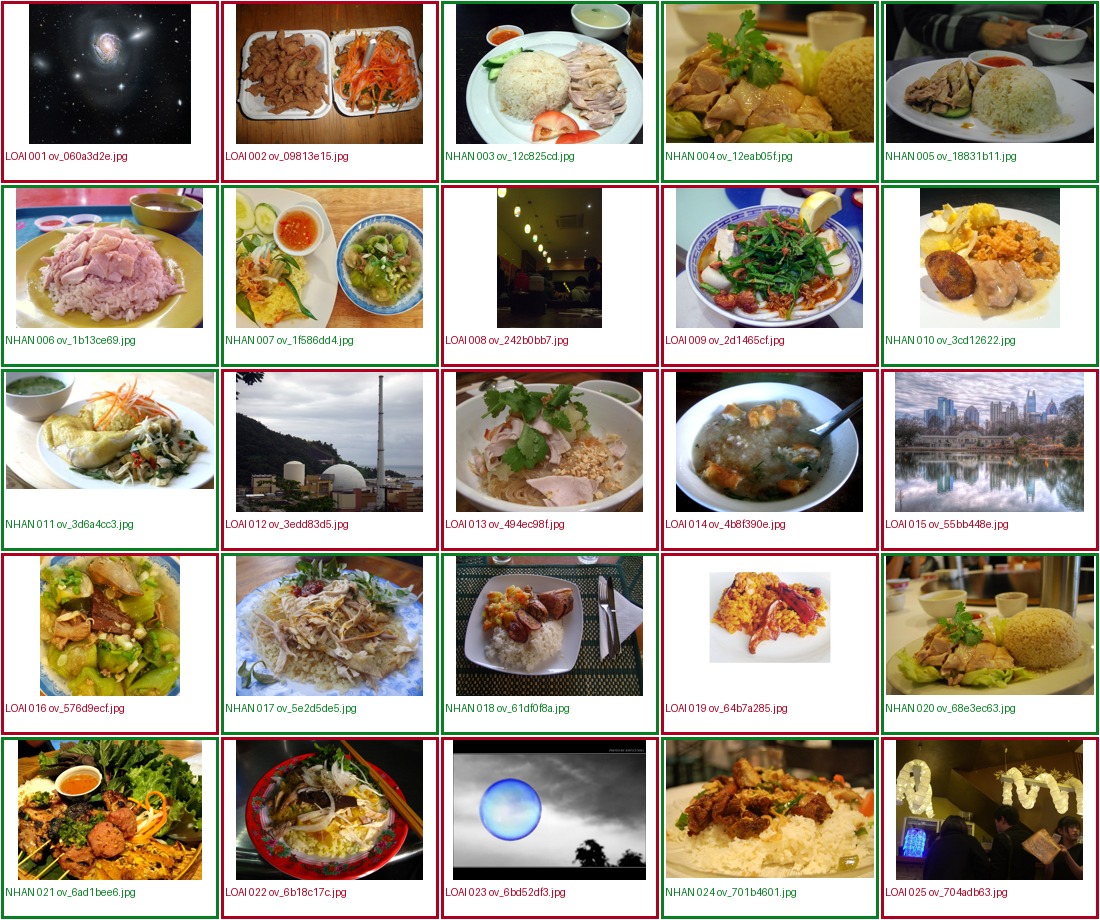 LOAI 001 ov_060a3d2e.jpg
LOAI 002 ov_09813e15.jpg
NHAN 003 ov_12c825cd.jpg
NHAN 004 ov_12eab05f.jpg
NHAN 005 ov_18831b11.jpg
NHAN 006 ov_1b13ce69.jpg
NHAN 007 ov_1f586dd4.jpg
LOAI 008 ov_242b0bb7.jpg
LOAI 009 ov_2d1465cf.jpg
NHAN 010 ov_3cd12622.jpg
NHAN 011 ov_3d6a4cc3.jpg
LOAI 012 ov_3edd83d5.jpg
LOAI 013 ov_494ec98f.jpg
LOAI 014 ov_4b8f390e.jpg
LOAI 015 ov_55bb448e.jpg
LOAI 016 ov_576d9ecf.jpg
NHAN 017 ov_5e2d5de5.jpg
NHAN 018 ov_61df0f8a.jpg
LOAI 019 ov_64b7a285.jpg
NHAN 020 ov_68e3ec63.jpg
NHAN 021 ov_6ad1bee6.jpg
LOAI 022 ov_6b18c17c.jpg
LOAI 023 ov_6bd52df3.jpg
NHAN 024 ov_701b4601.jpg
LOAI 025 ov_704adb63.jpg